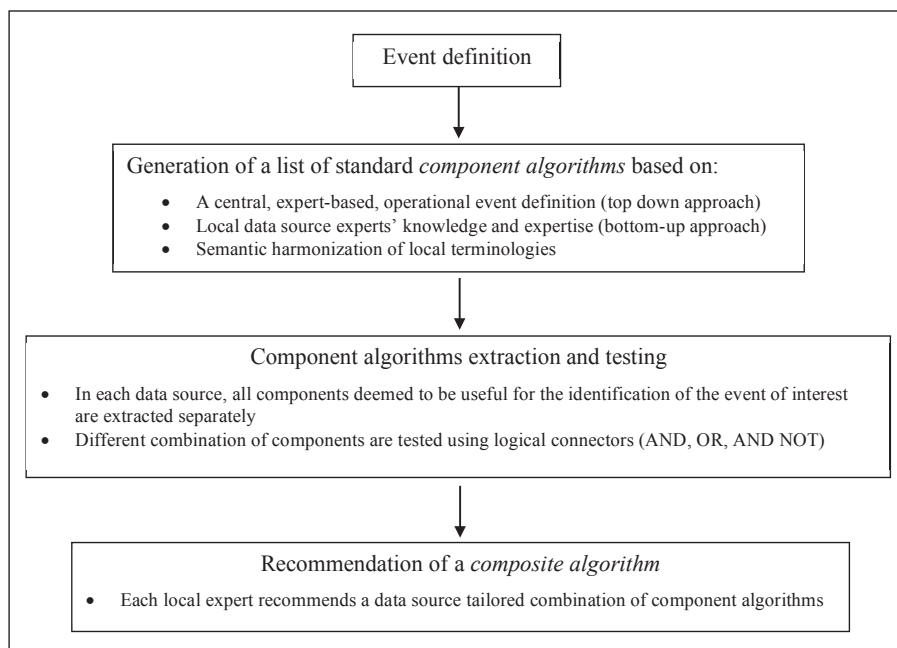 Event definition
Generation of a list of standard component algorithms based on:
• A central, expert-based, operational event definition (top down approach)
• Local data source experts’ knowledge and expertise (bottom-up approach)
• Semantic harmonization of local terminologies
Component algorithms extraction and testing
• In each data source, all components deemed to be useful for the identification of the event of interest
are extracted separately
• Different combination of components are tested using logical connectors (AND, OR, AND NOT)
Recommendation of a composite algorithm
• Each local expert recommends a data source tailored combination of component algorithms